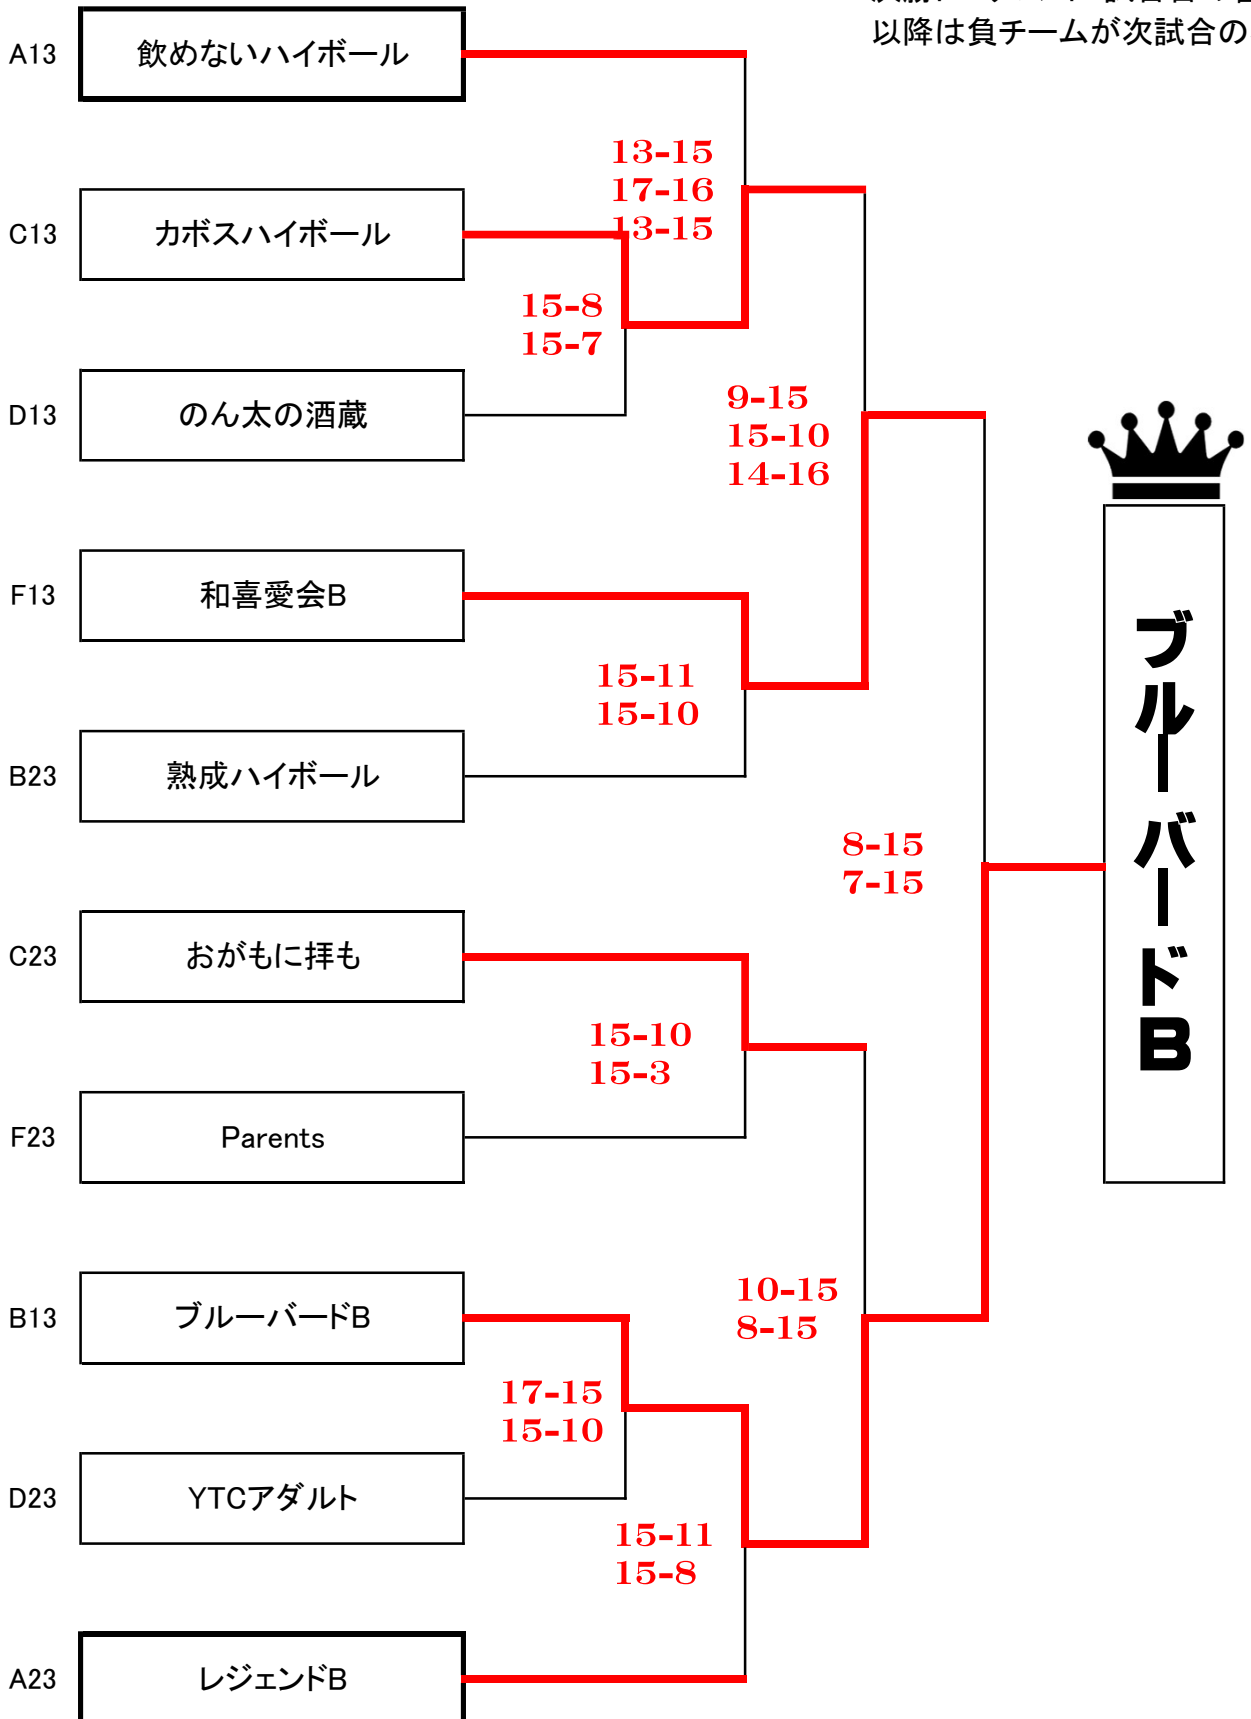 以降は負チームが次試合の
A13 飲めないハイボール
13-15
17-16
13-15
C13 カボスハイボール
15-8
15-7
D13 のん太の酒蔵
9-15
15-10
14-16
F13 和喜愛会B
15-11
15-10
B23 熟成ハイボール
8-15
7-15
ブルーバードB
C23 おがもに拝も
15-10
15-3
F23 Parents
10-15
8-15
B13 ブルーバードB
17-15
15-10
D23 YTCアダルト
15-11
15-8
A23 レジェンドB